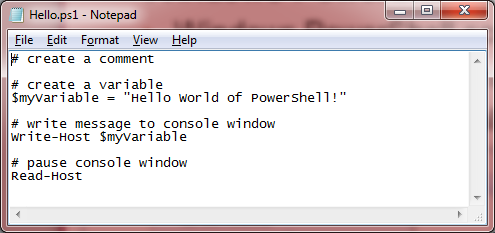 Hello.ps1 - Notepad
File Edit Format View Help
# create a comment
# create a variable
$myVariable = "Hello World of PowerShell!"
# write message to console window
Write-Host $myVariable
# pause console window
Read-Host